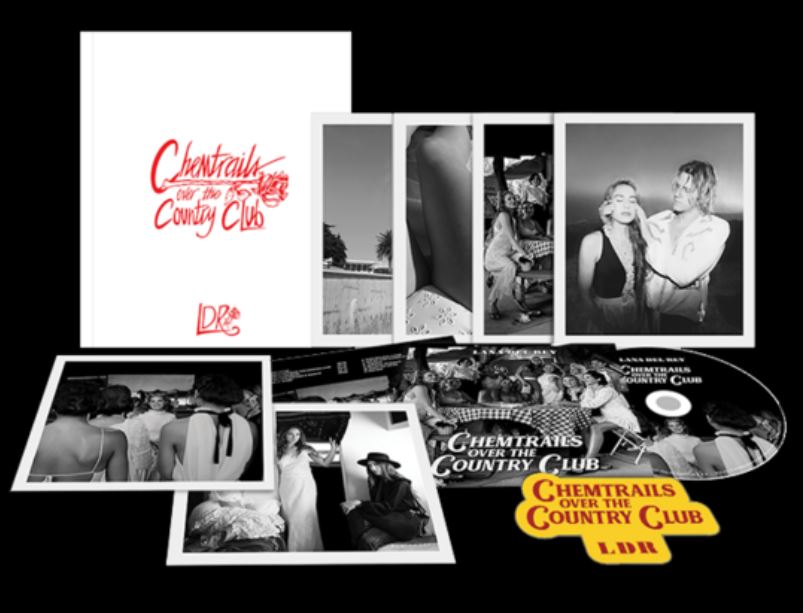 Chemtrails
over the
Country Club
LDR
LANA DEL REY
CHEMTRAILS
OVER THE
COUNTRY CLUB
LANA DEL REY
CHEMTRAILS
OVER THE
COUNTRY CLUB
CHEMTRAILS
OVER THE
COUNTRY CLUB
LDR